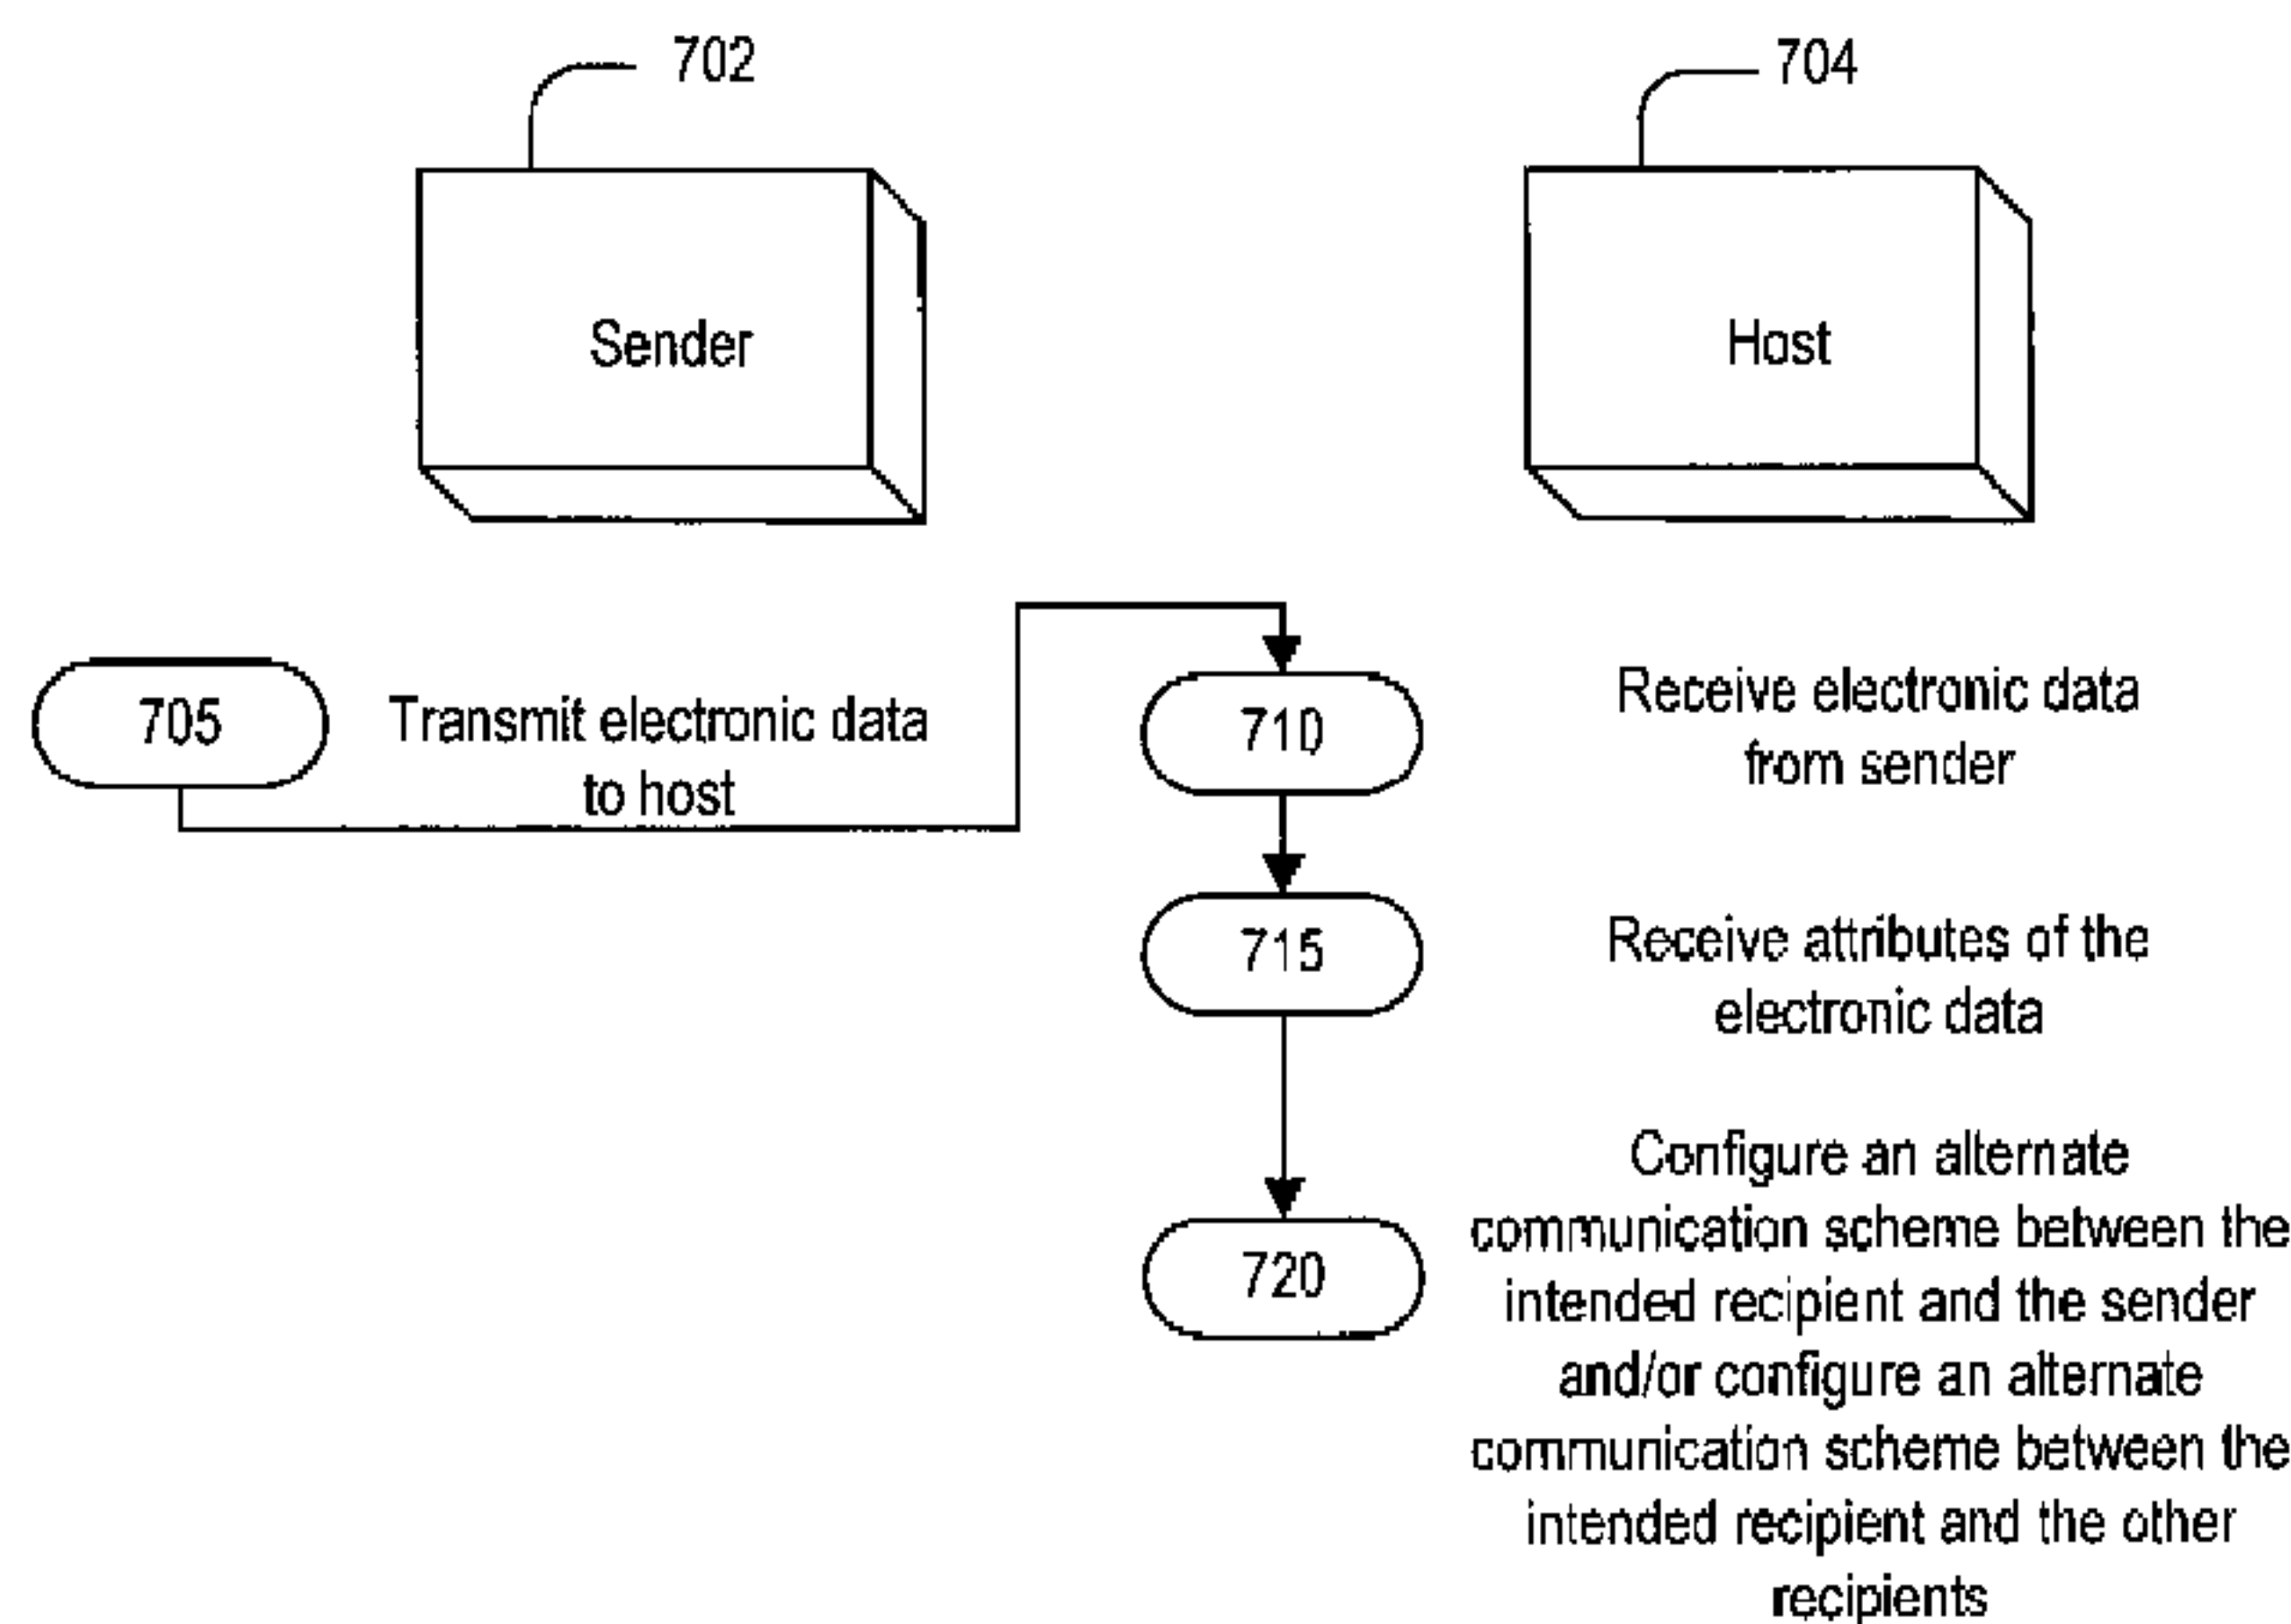 702
704
Sender
Host
705
Transmit electronic data
to host
710
Receive electronic data
from sender
715
Receive attributes of the
electronic data
720
Configure an alternate
communication scheme between the
intended recipient and the sender
and/or configure an alternate
communication scheme between the
intended recipient and the other
recipients